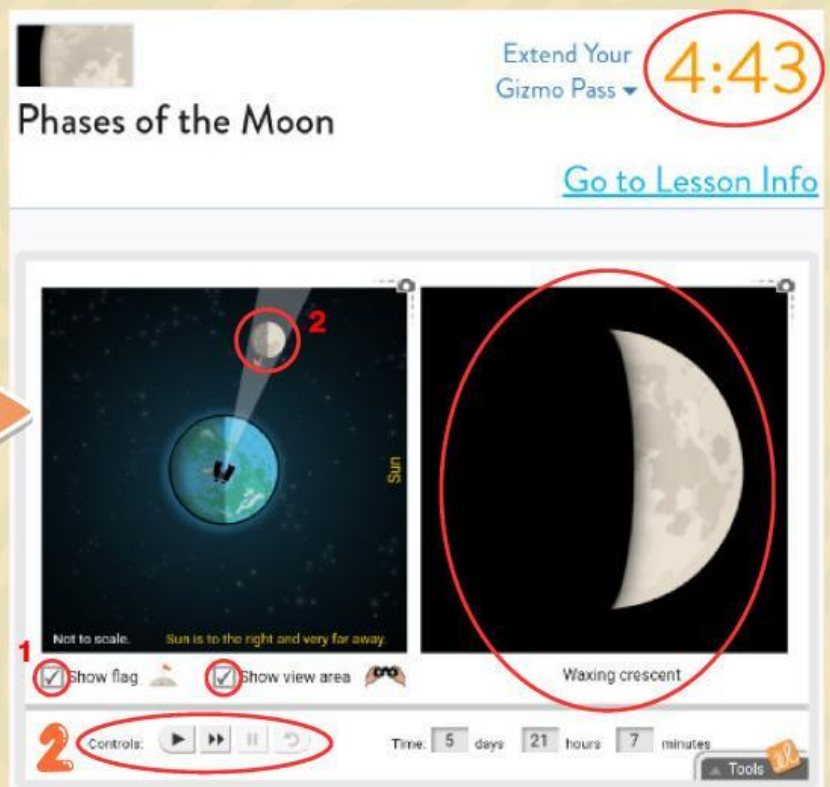 Extend Your
Gizmo Pass
4:43
Phases of the Moon
Go to Lesson Info
2
Sun
Not to scale.
Sun is to the right and very far away.
1
Show flag
Show view area
Waxing crescent
2
Controls:
Time: 5 days 21 hours 7 minutes
Tools